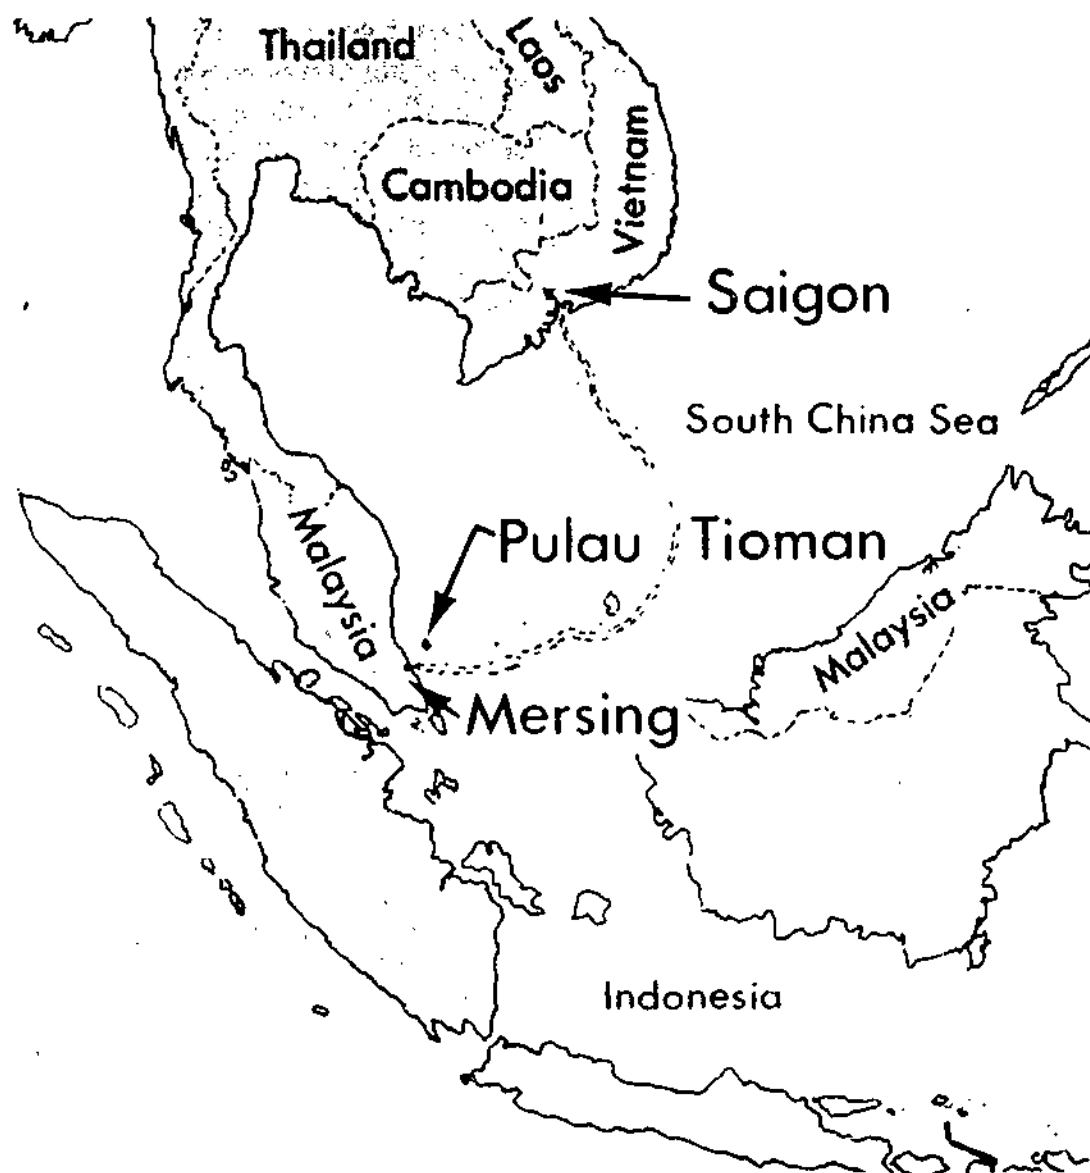 Thailand
Laos
Cambodia
Vietnam
Saigon
South China Sea
Malaysia
Pulau Tioman
Malaysia
Mersing
Indonesia